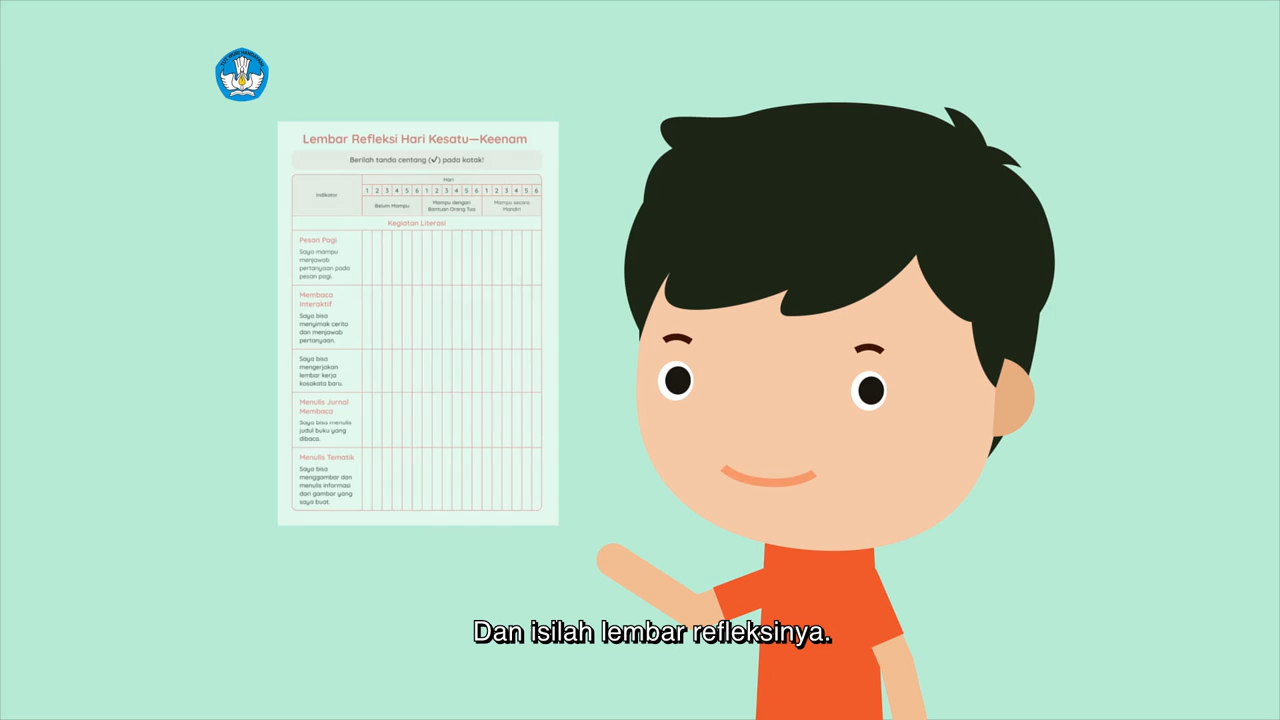 TUT WURI HANDAYANI
Lembar Refleksi Hari Kesatu—Keenam
Berilah tanda centang (✓) pada kotak!
Indikator
Hari
1 2 3 4 5 6 1 2 3 4 5 6 1 2 3 4 5 6
Belum Mampu
Mampu dengan
Bantuan Orang Tua
Mampu secara
Mandiri
Kegiatan Literasi
Pesan Pagi
Saya mampu
menjawab
pertanyaan pada
pesan pagi.
Membaca
Interaktif
Saya bisa
menyimak cerita
dan menjawab
pertanyaan.
Saya bisa
mengerjakan
lembar kerja
kosakata baru.
Menulis Jurnal
Membaca
Saya bisa menulis
judul buku yang
dibaca.
Menulis Tematik
Saya bisa
menggambar dan
menulis informasi
dari gambar yang
saya buat.
Dan isilah lembar refleksinya.